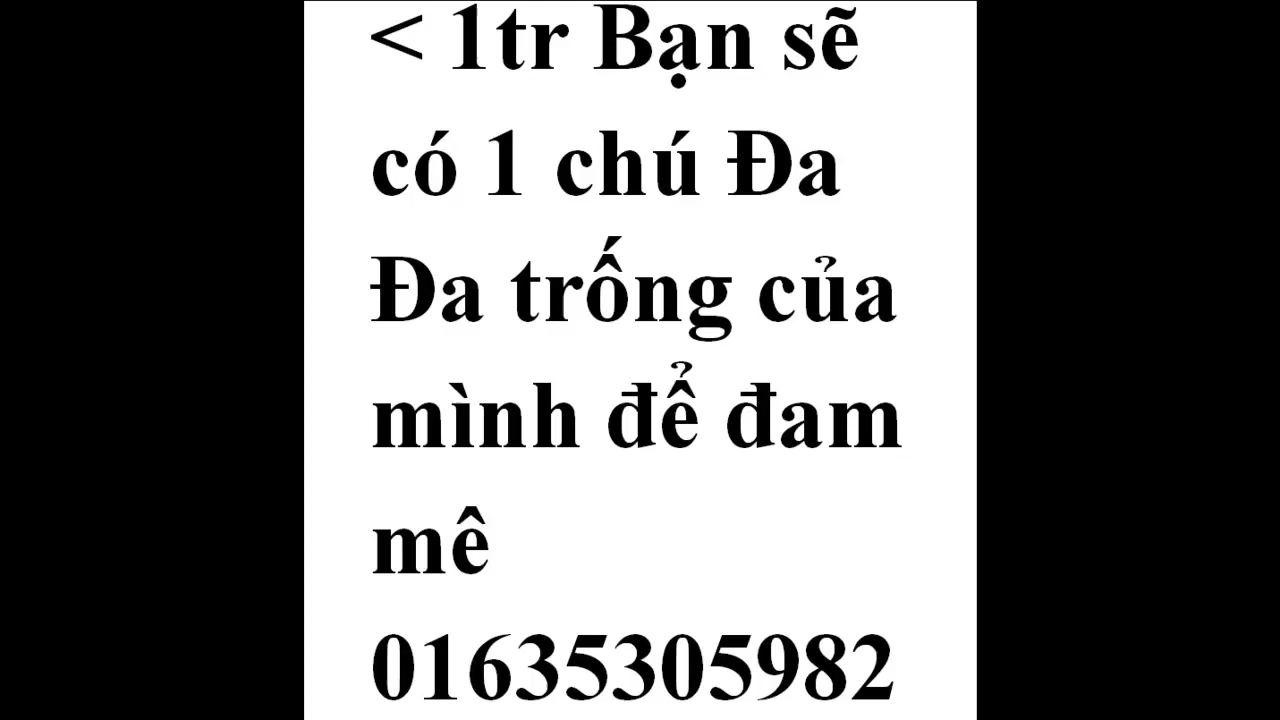 < 1tr Bạn sẽ
có 1 chú Đa
Đa trống của
mình để đam
mê
01635305982